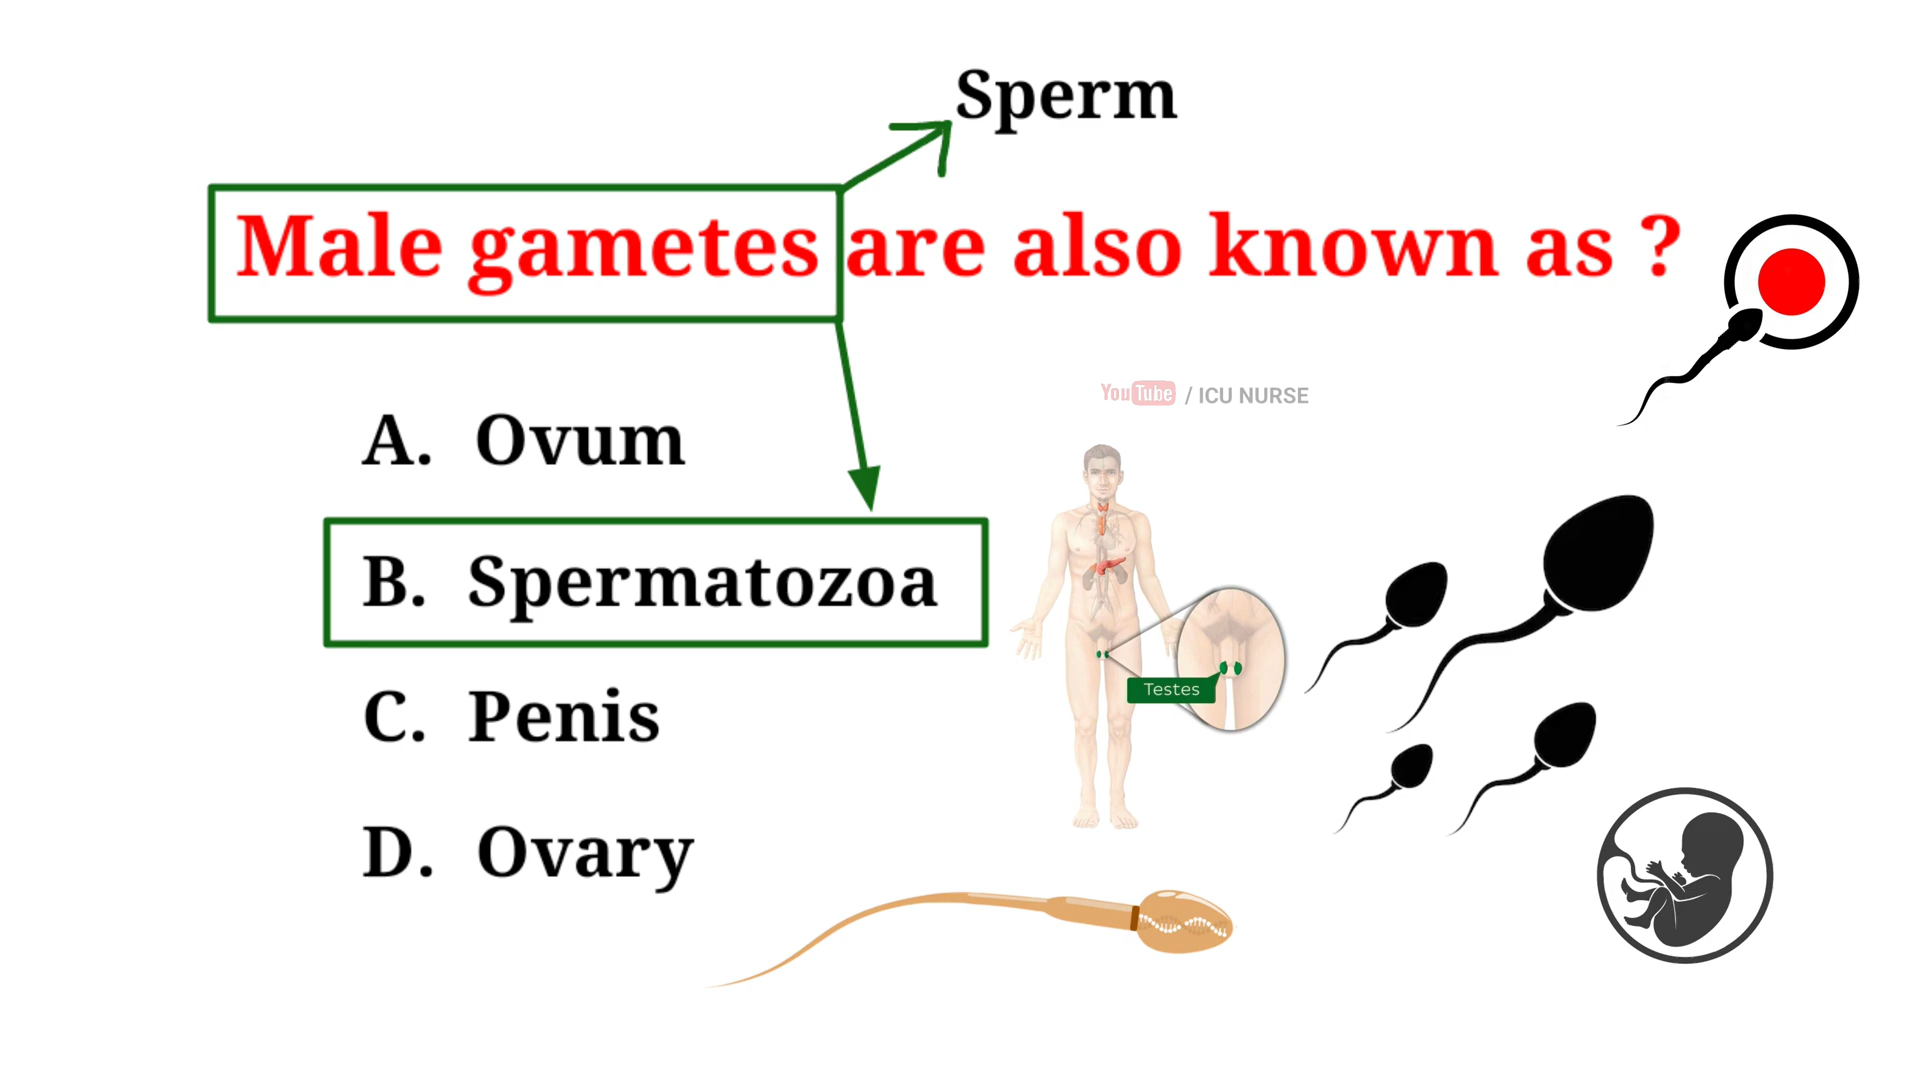 Sperm
Male gametes are also known as ?
YouTube / ICU NURSE
A. Ovum
B. Spermatozoa
C. Penis
D. Ovary
Testes